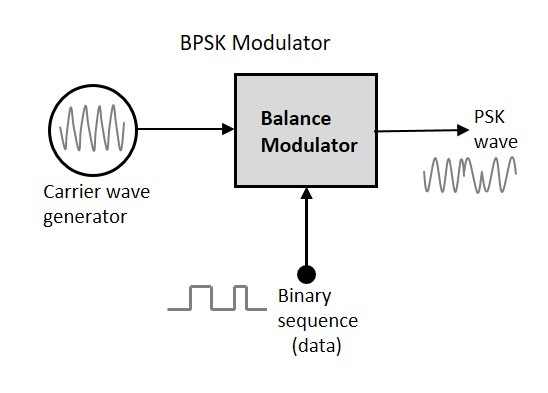 BPSK Modulator
Balance
Modulator
PSK
wave
Carrier wave
generator
Binary
sequence
(data)